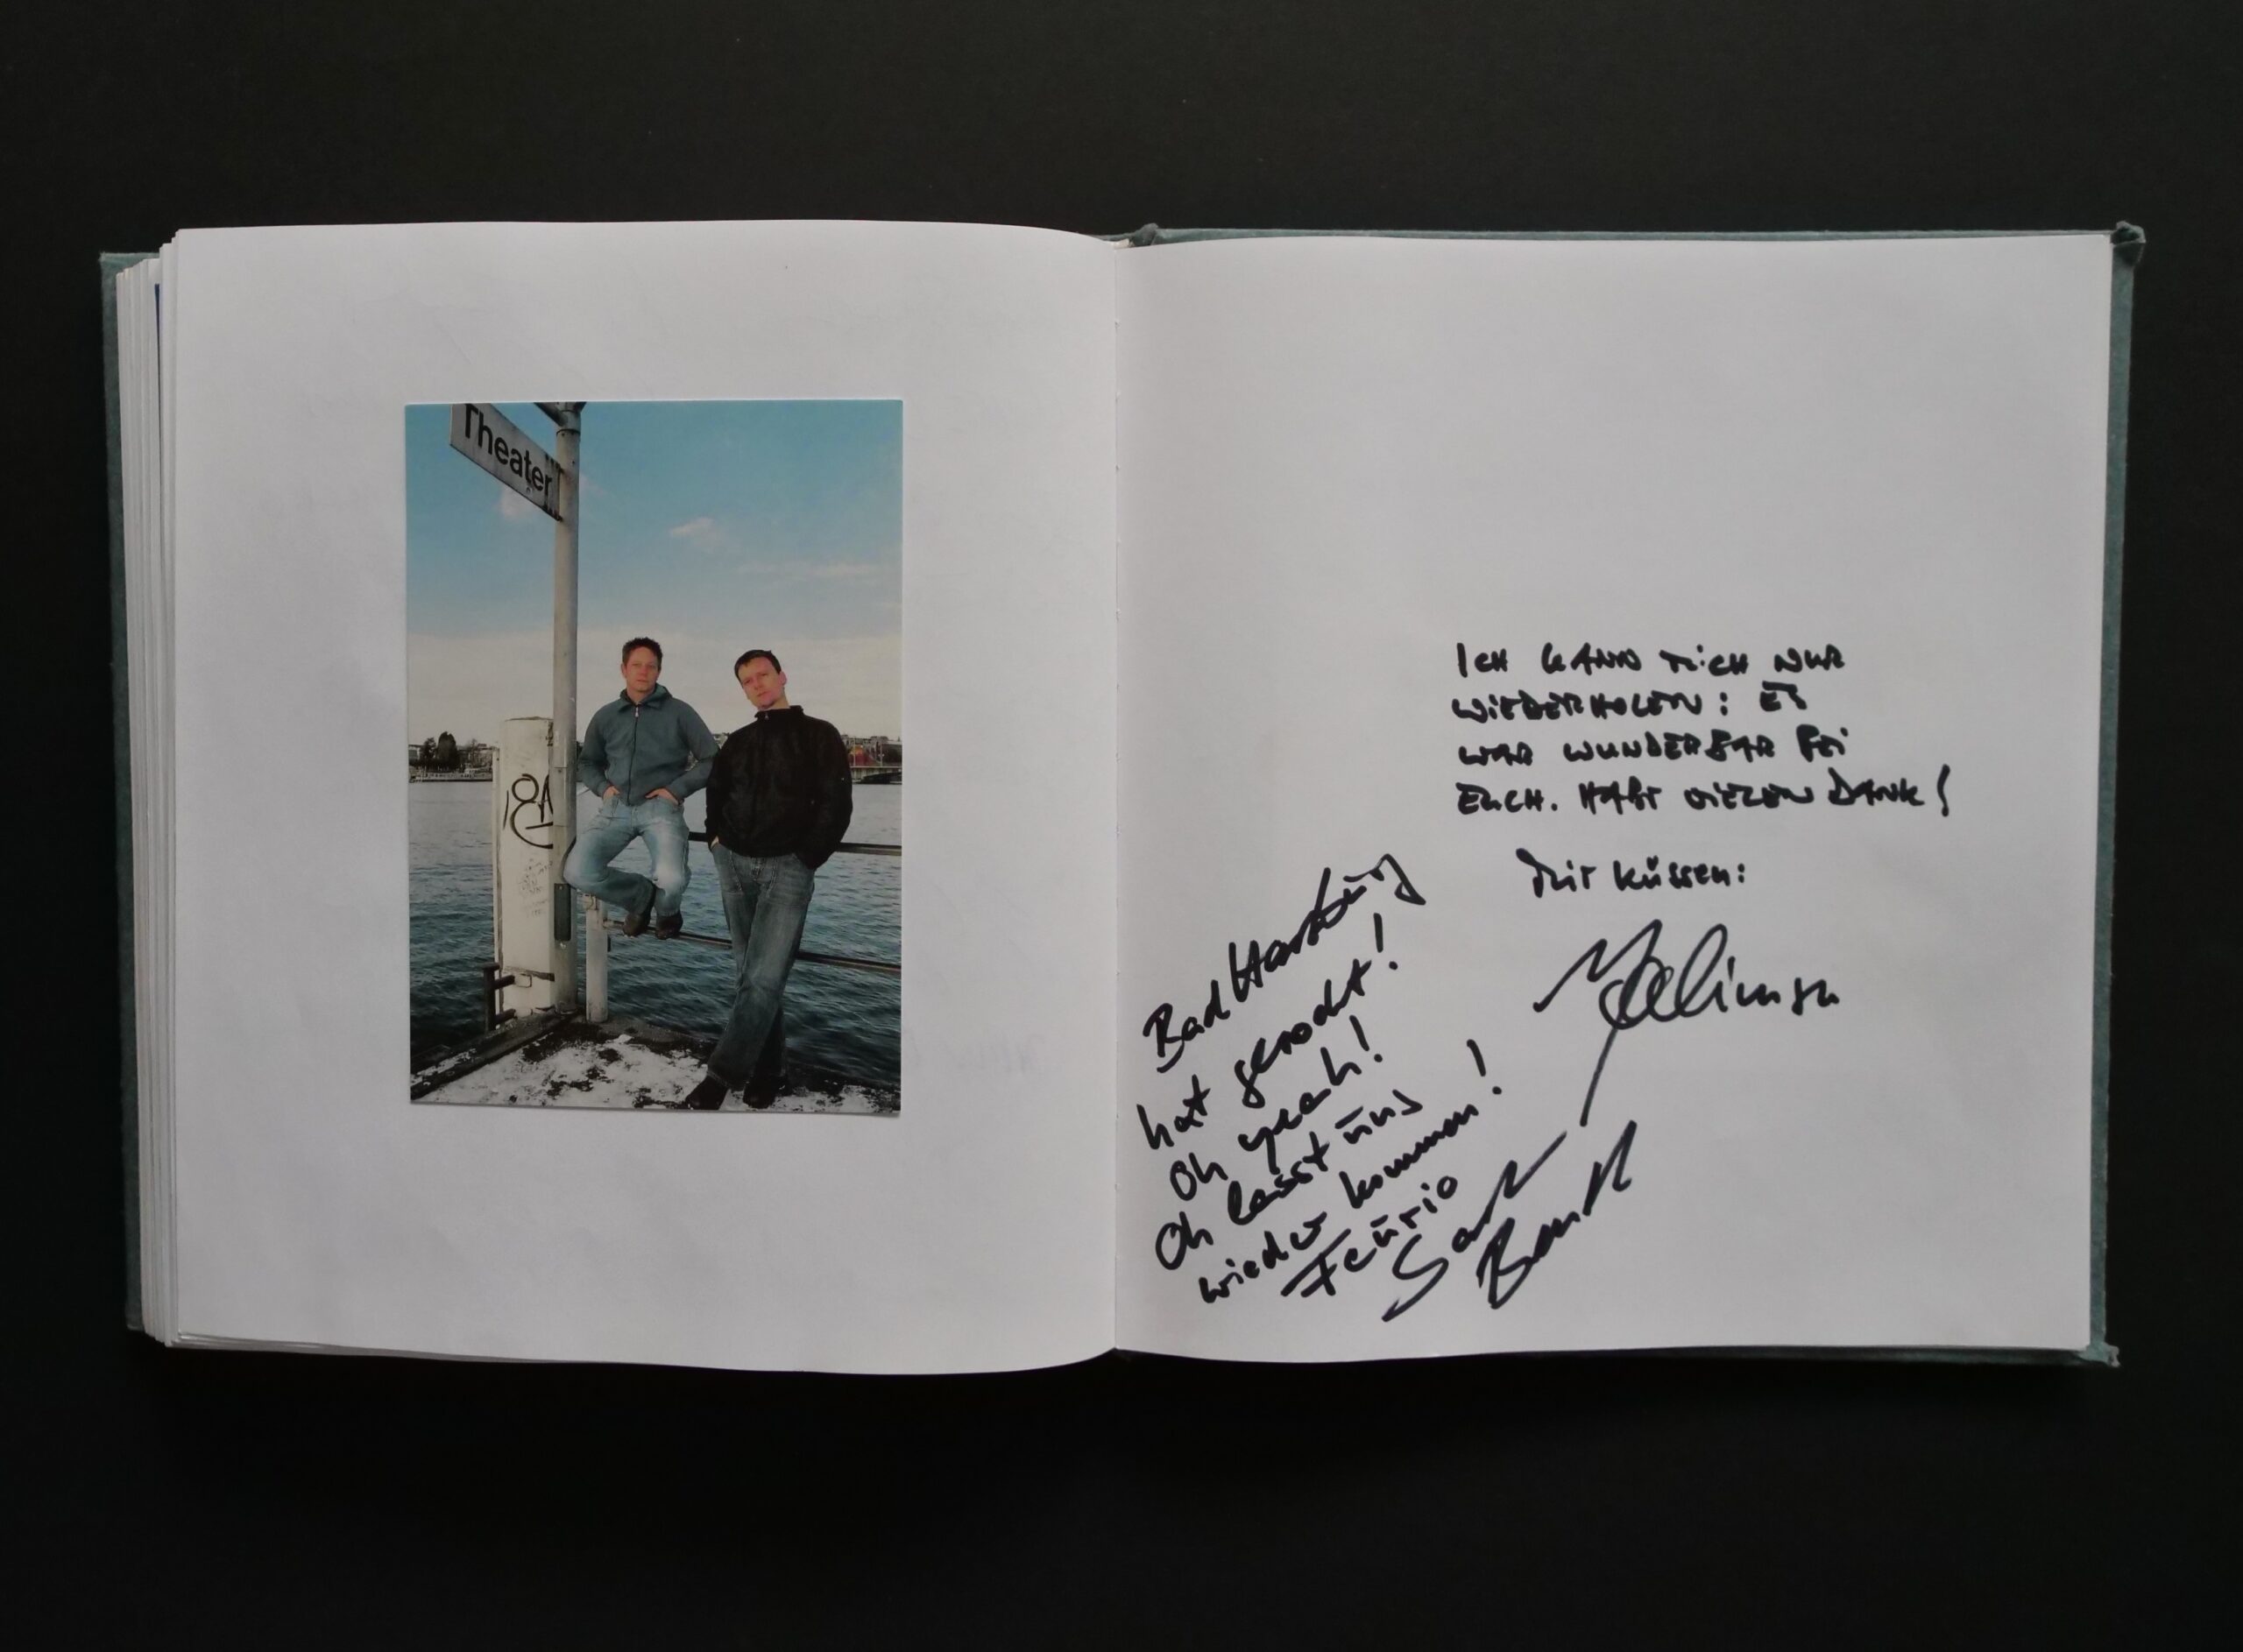 Theater
ICH KANN MICH NUR
WIEDERHOLEN: ES
WAR WUNDERBAR BEI
EUCH. HABT VIELEN DANK!
Mit Küssen:
Bad Harzburg
hat gerockt!
Oh yeah!
Oh lasst uns
wieder kommen!
Feurio